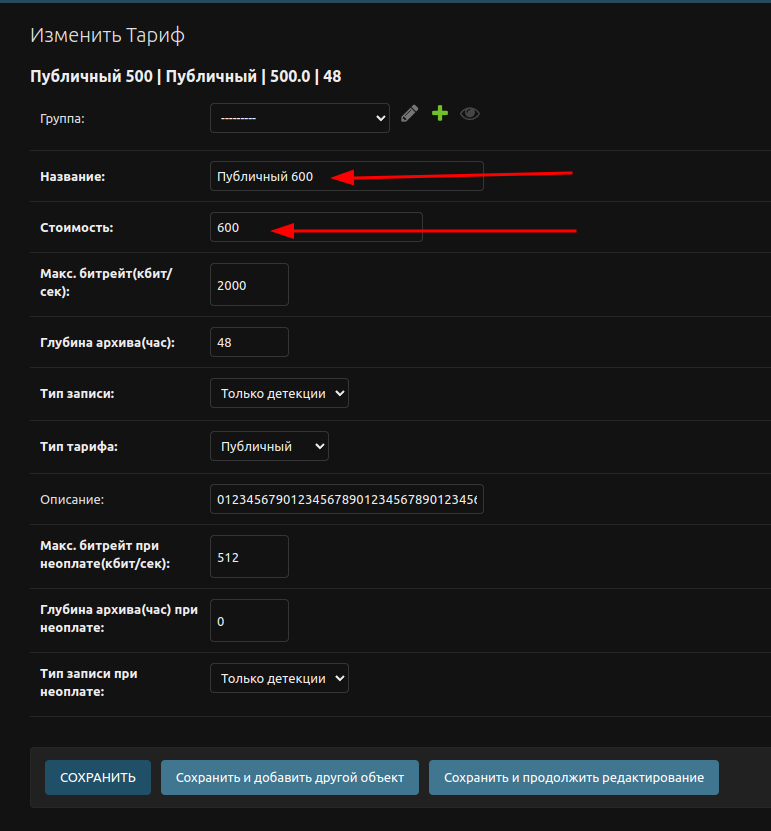 Изменить Тариф
Публичный 500 | Публичный | 500.0 | 48
Группа:
---------
Название:
Публичный 600
Стоимость:
600
Макс. битрейт(кбит/
сек):
2000
Глубина архива(час):
48
Тип записи:
Только детекции
Тип тарифа:
Публичный
Описание:
012345679012345678901234567890123456
Макс. битрейт при
неоплате(кбит/сек):
512
Глубина архива(час) при
неоплате:
0
Тип записи при
неоплате:
Только детекции
СОХРАНИТЬ
Сохранить и добавить другой объект
Сохранить и продолжить редактирование